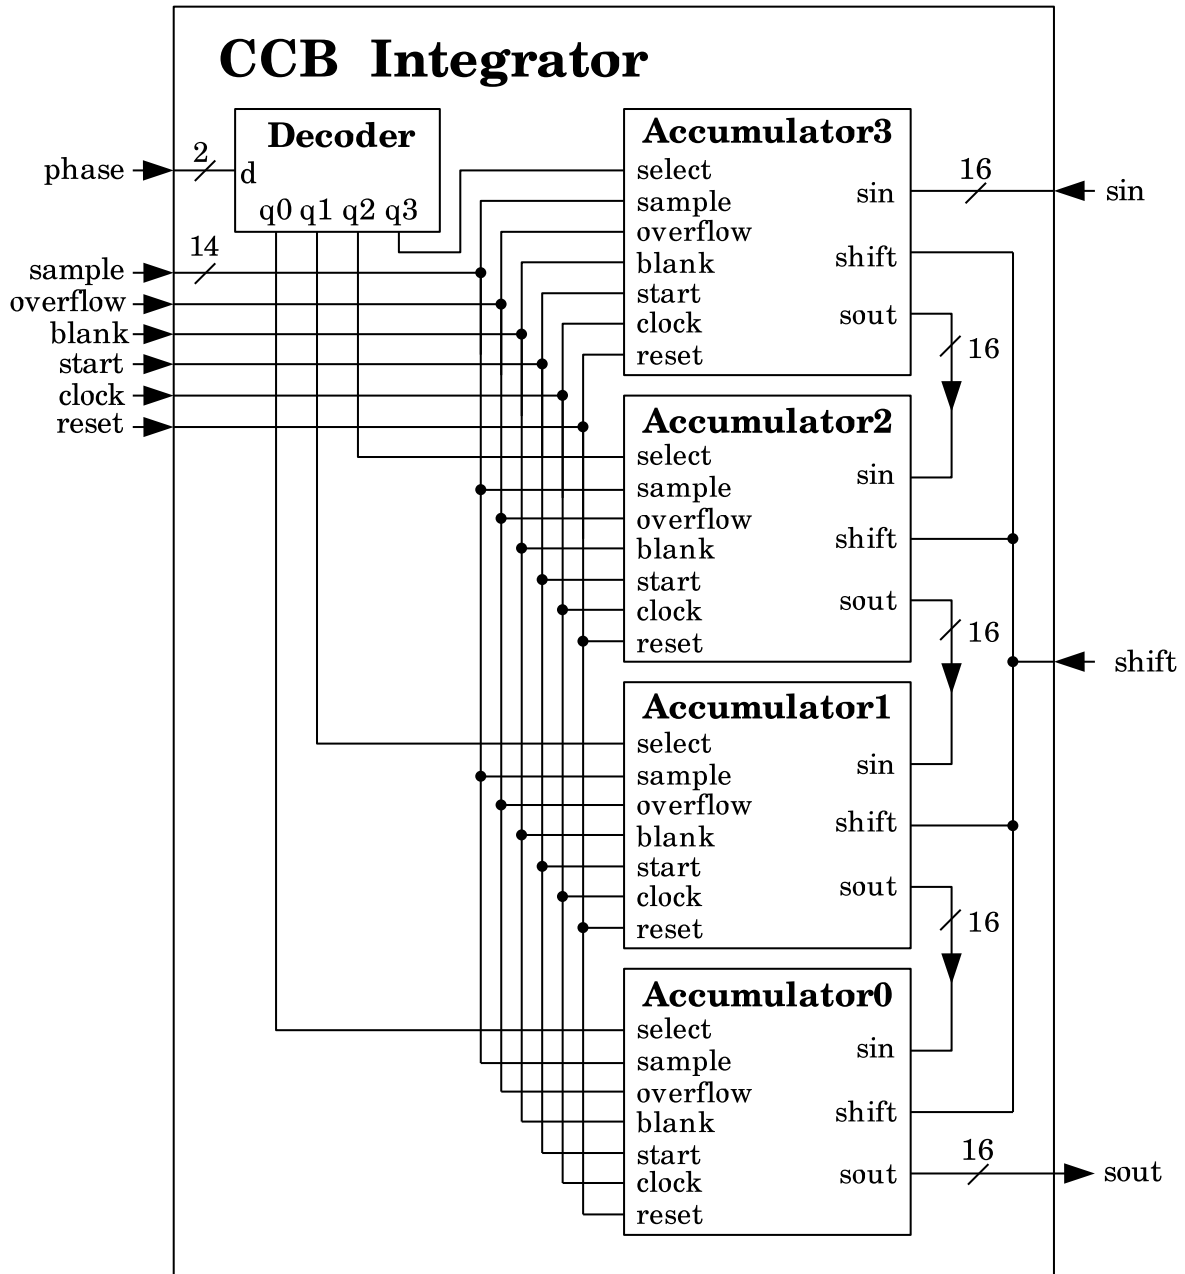 CCB Integrator
Decoder
phase
2
d
q0 q1 q2 q3
14
sample
overflow
blank
start
clock
reset
Accumulator3
select
sample
overflow
blank
start
clock
reset
sin
shift
sout
16
sin
16
Accumulator2
select
sample
overflow
blank
start
clock
reset
sin
shift
sout
16
shift
Accumulator1
select
sample
overflow
blank
start
clock
reset
sin
shift
sout
16
Accumulator0
select
sample
overflow
blank
start
clock
reset
sin
shift
sout
16
sout